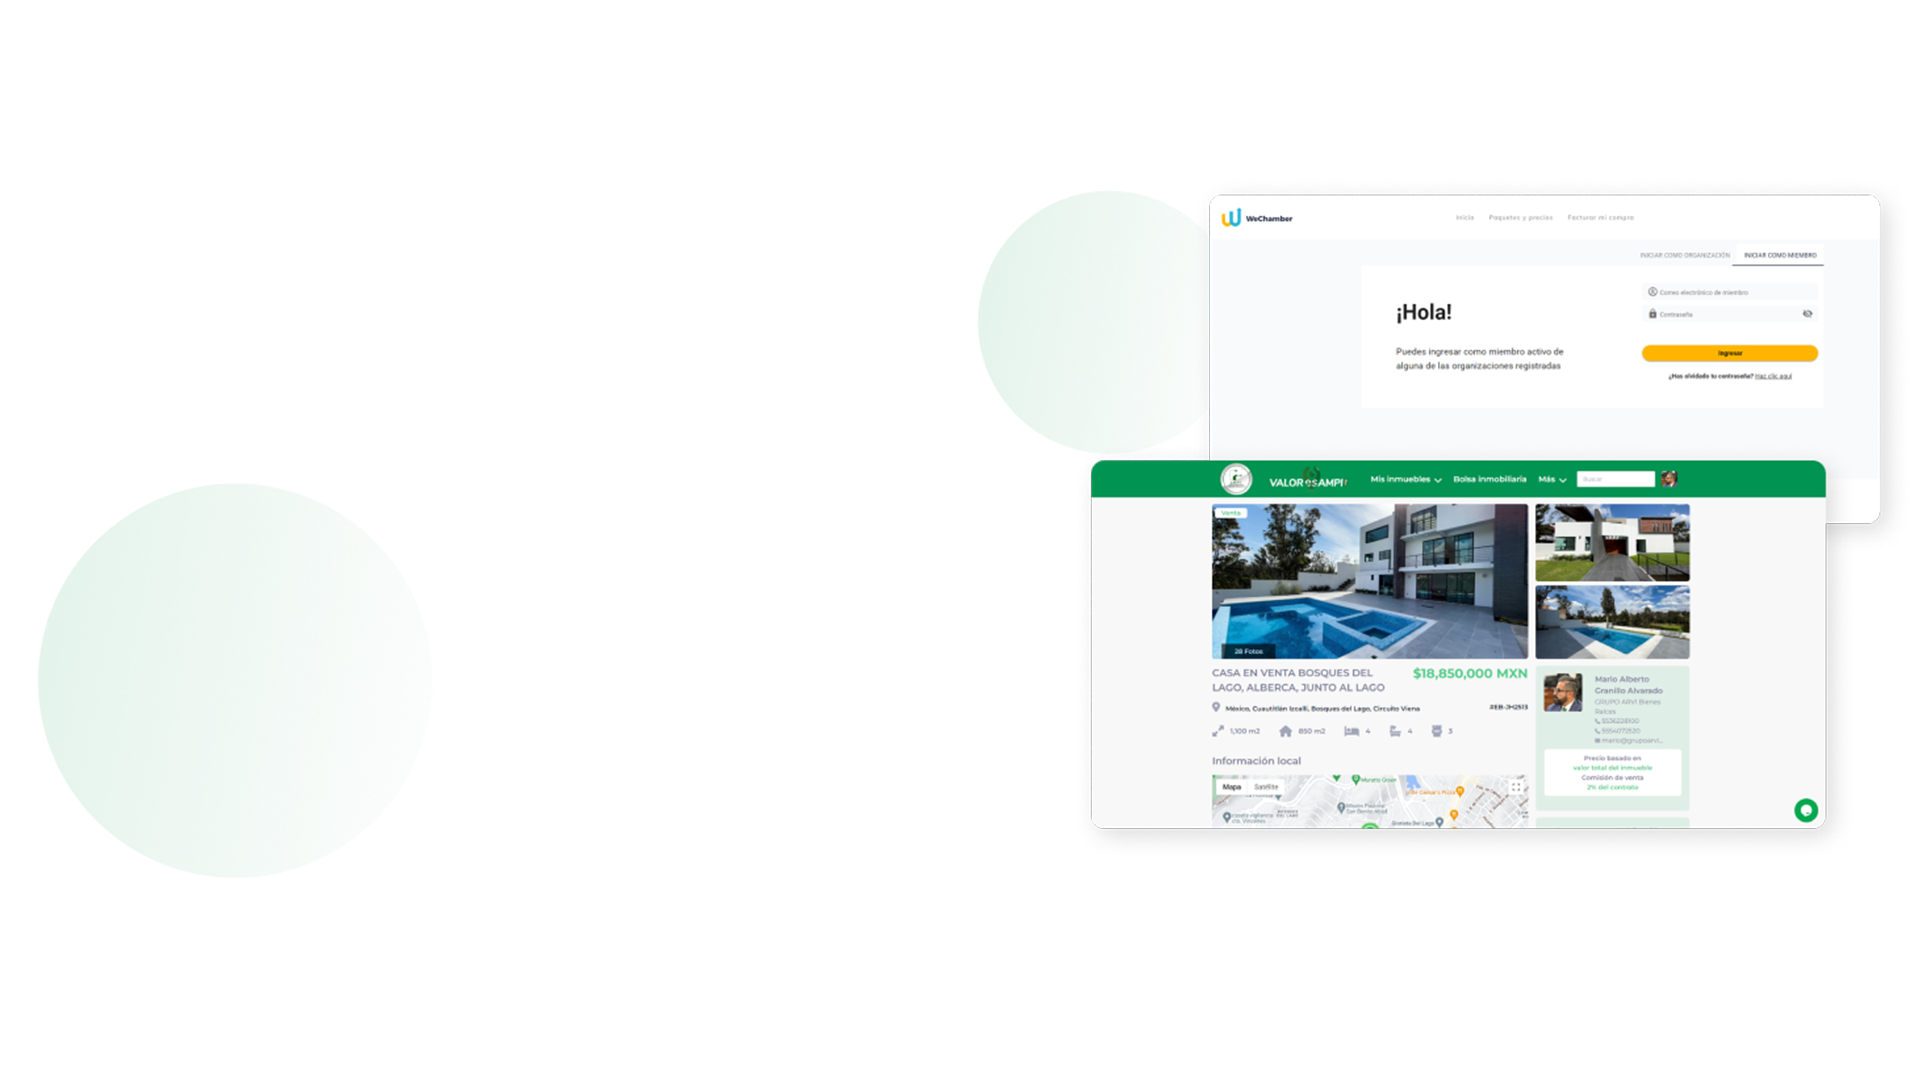 WeChamber
Inicio Paquetes y precios Facturar mi compra
INICIAR COMO ORGANIZACIÓN INICIAR COMO MIEMBRO
Correo electrónico de miembro
¡Hola!
Contraseña
Puedes ingresar como miembro activo de
alguna de las organizaciones registradas
Ingresar
¿Has olvidado tu contraseña? Haz clic aquí
VALOR AMPI Mis inmuebles Bolsa inmobiliaria Más Buscar
Venta
28 Fotos
CASA EN VENTA BOSQUES DEL
LAGO, ALBERCA, JUNTO AL LAGO
$18,850,000 MXN
México, Cuautitlán Izcalli, Bosques del Lago, Circuito Viena
#EB-JH2513
1,100 m2 850 m2 4 4 3
Información local
Mapa Satélite
Mario Alberto
Granillo Alvarado
GRUPO ARVI Bienes
Raíces
Precio basado en
valor total del inmueble
Comisión de venta
2% del contrato